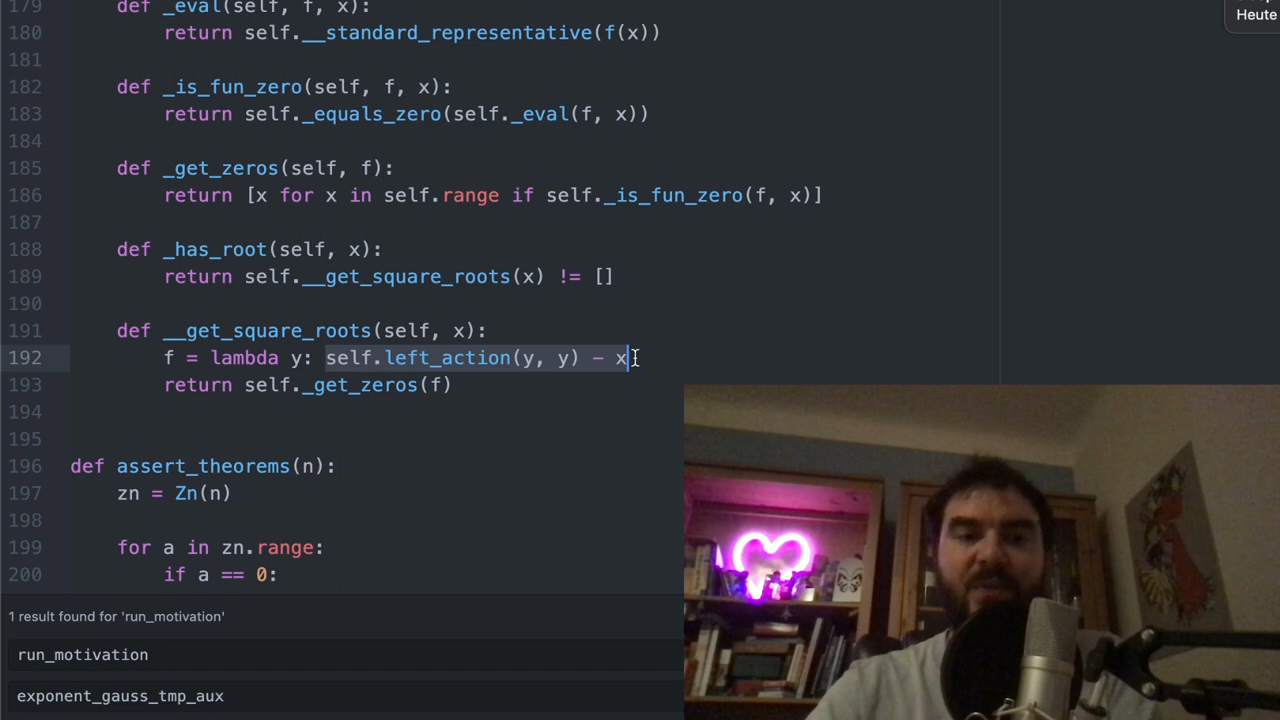 179 def _eval(self, f, x):
180 return self.__standard_representative(f(x))
181
182 def _is_fun_zero(self, f, x):
183 return self._equals_zero(self._eval(f, x))
184
185 def _get_zeros(self, f):
186 return [x for x in self.range if self._is_fun_zero(f, x)]
187
188 def _has_root(self, x):
189 return self.__get_square_roots(x) != []
190
191 def __get_square_roots(self, x):
192 f = lambda y: self.left_action(y, y) - x
193 return self._get_zeros(f)
194
195
196 def assert_theorems(n):
197 zn = Zn(n)
198
199 for a in zn.range:
200 if a == 0:
Heute
1 result found for 'run_motivation'
run_motivation
exponent_gauss_tmp_aux